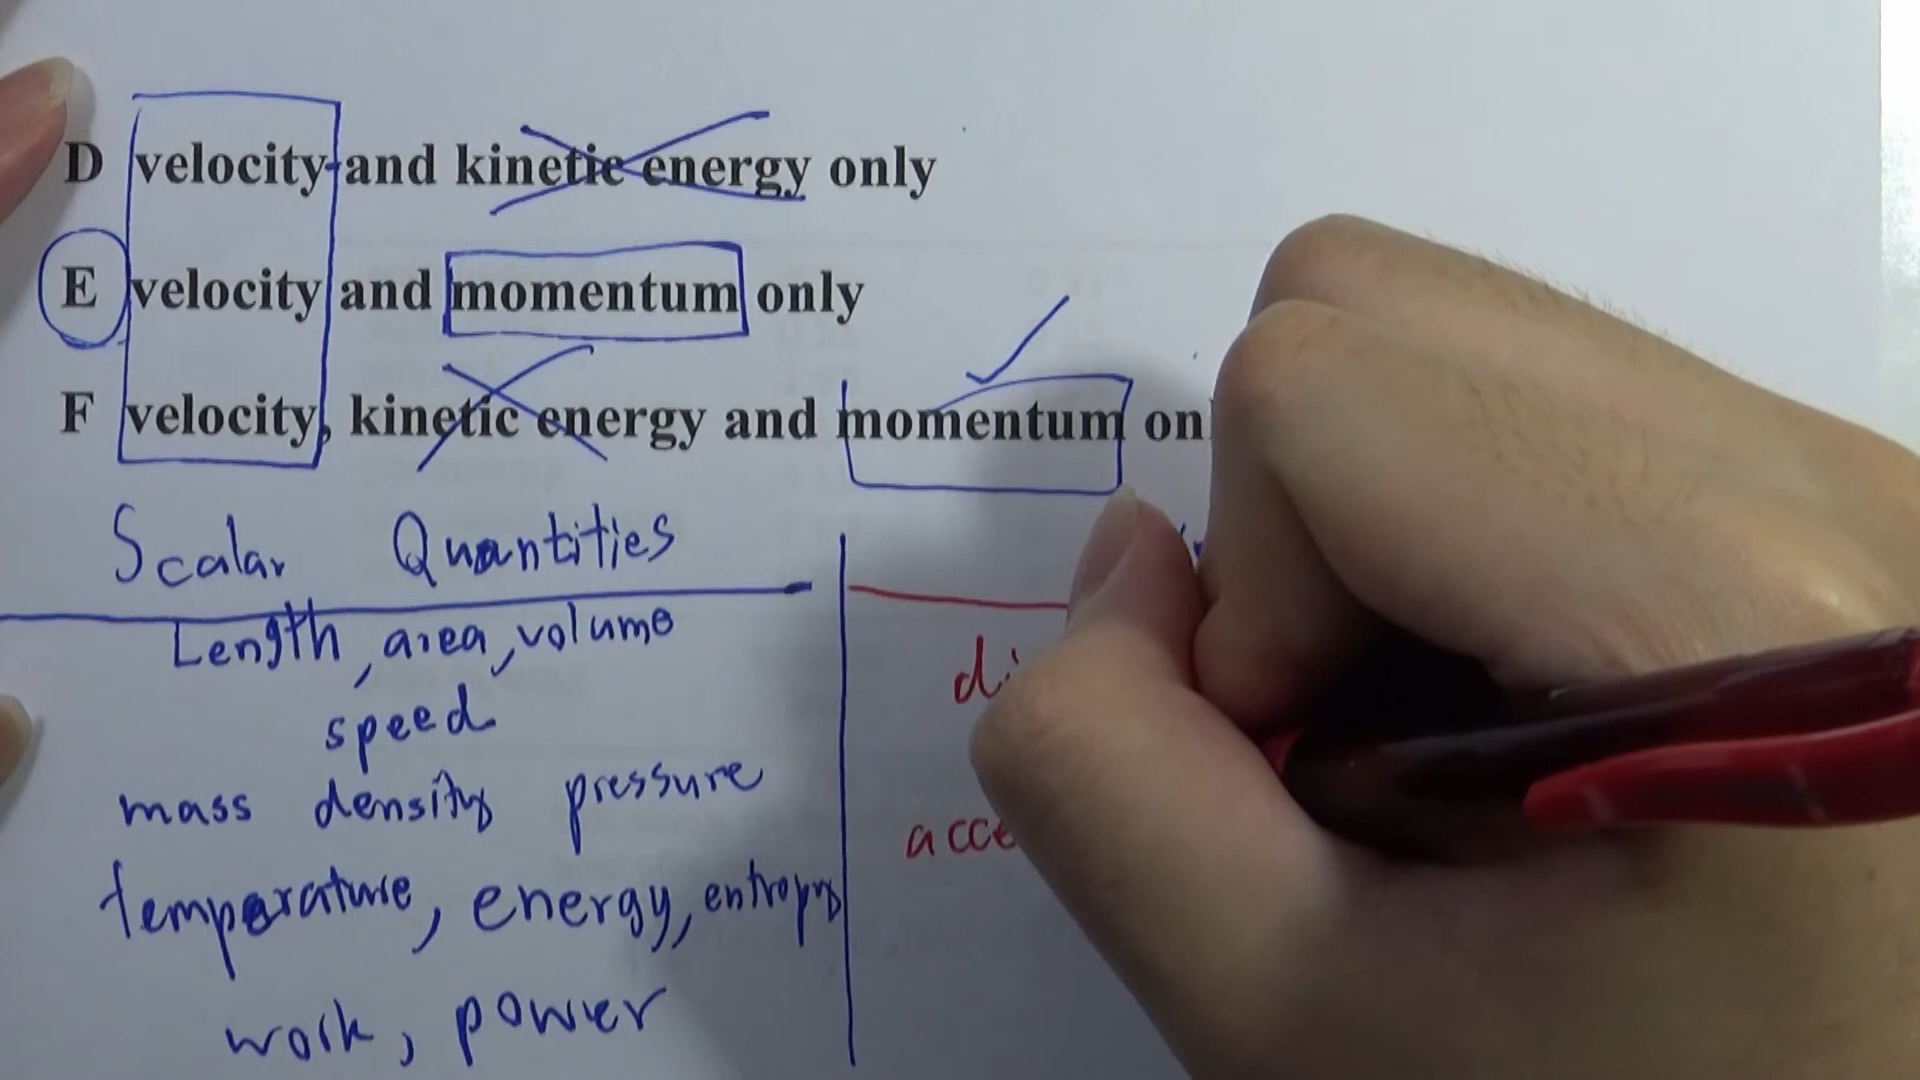 D velocity and kinetic energy only
E velocity and momentum only
F velocity, kinetic energy and momentum
Scalar Quantities
Length, area, volume
speed
mass density pressure
temperature, energy, entropy
work, power